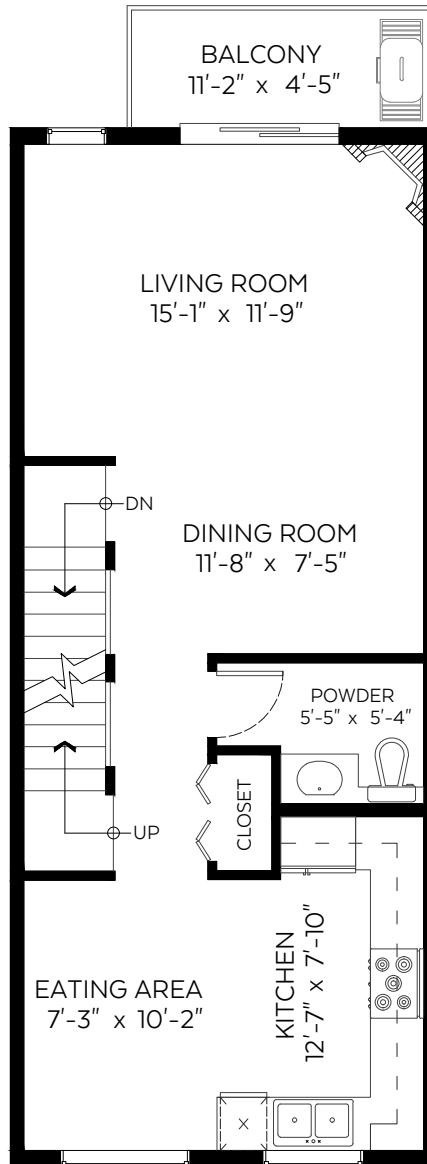 BALCONY
11'-2" x 4'-5"
LIVING ROOM
15'-1" x 11'-9"
DN
DINING ROOM
11'-8" x 7'-5"
POWDER
5'-5" x 5'-4"
CLOSET
UP
KITCHEN
12'-7" x 7'-10"
EATING AREA
7'-3" x 10'-2"
x